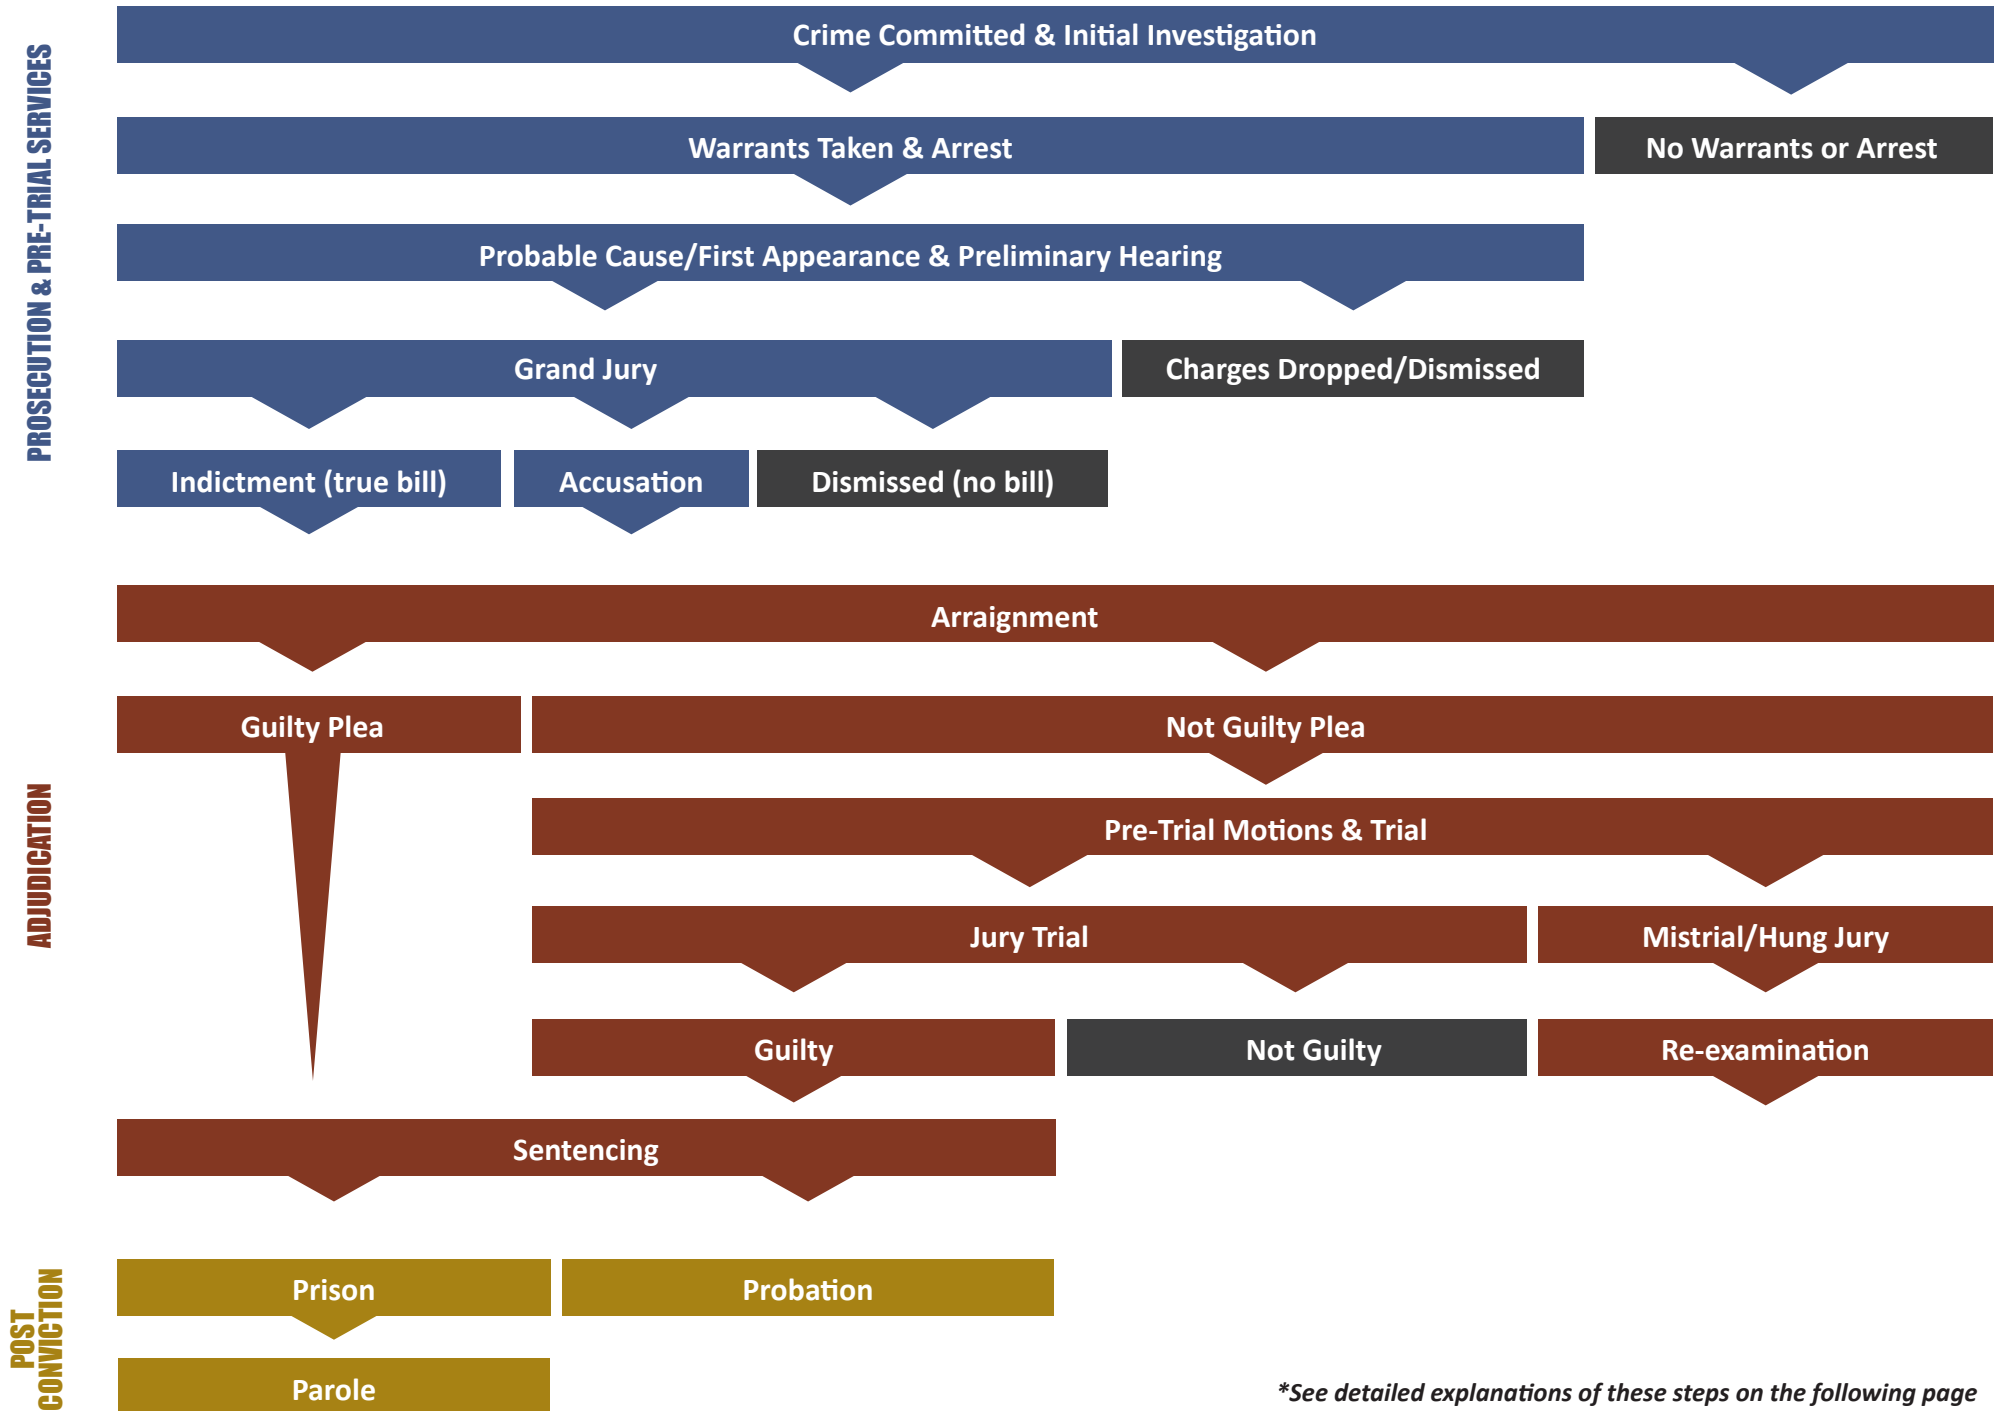 PROSECUTION & PRE-TRIAL SERVICES
Crime Committed & Initial Investigation
Warrants Taken & Arrest
No Warrants or Arrest
Probable Cause/First Appearance & Preliminary Hearing
Grand Jury
Charges Dropped/Dismissed
Indictment (true bill)
Accusation
Dismissed (no bill)
ADJUDICATION
Arraignment
Guilty Plea
Not Guilty Plea
Pre-Trial Motions & Trial
Jury Trial
Mistrial/Hung Jury
Guilty
Not Guilty
Re-examination
Sentencing
POST
CONVICTION
Prison
Probation
Parole
*See detailed explanations of these steps on the following page